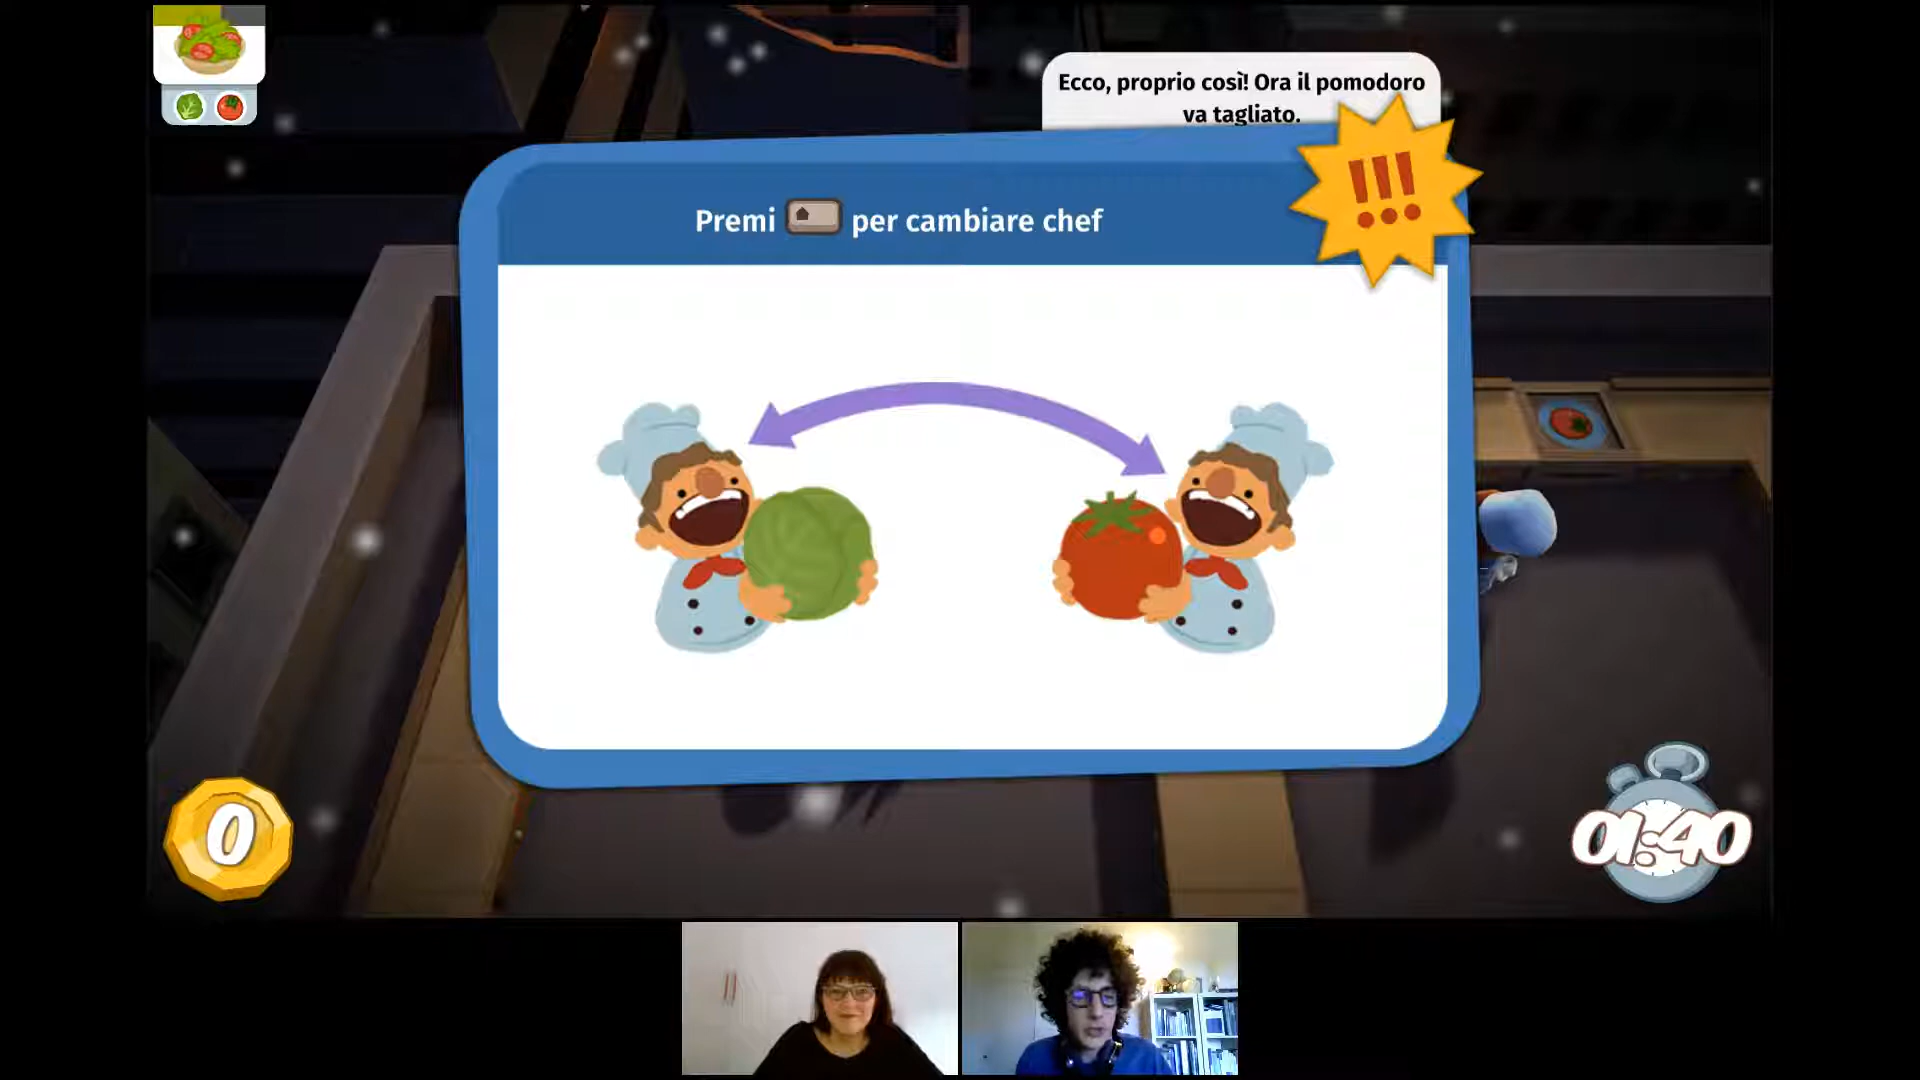 Ecco, proprio così! Ora il pomodoro
va tagliato.
!!!
Premi per cambiare chef
0
01:40